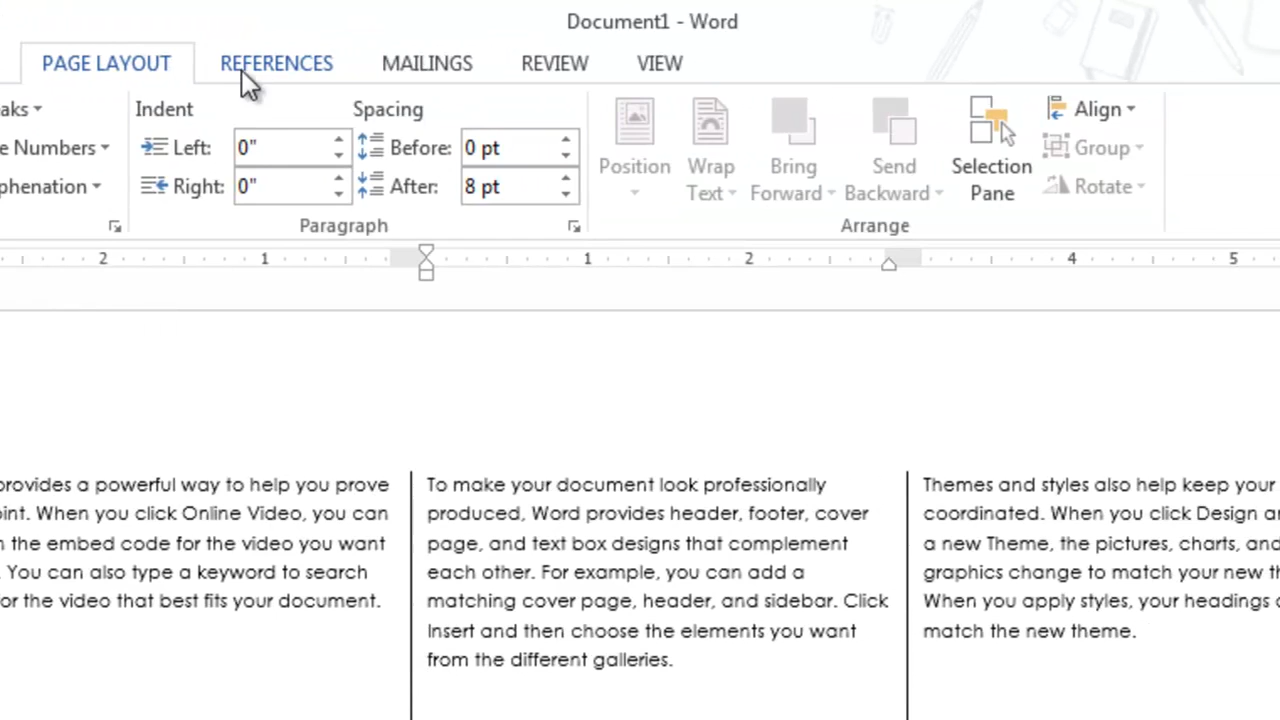 Document1 - Word
PAGE LAYOUT REFERENCES MAILINGS REVIEW VIEW
aks Indent Spacing Align
e Numbers Left: 0" Before: 0 pt Position Wrap Bring Send Selection Group
phenation Right: 0" After: 8 pt Text Forward Backward Pane Rotate
Paragraph Arrange
2 1 1 2 4 5
provides a powerful way to help you prove
oint. When you click Online Video, you can
n the embed code for the video you want
. You can also type a keyword to search
or the video that best fits your document.
To make your document look professionally
produced, Word provides header, footer, cover
page, and text box designs that complement
each other. For example, you can add a
matching cover page, header, and sidebar. Click
Insert and then choose the elements you want
from the different galleries.
Themes and styles also help keep your
coordinated. When you click Design a
a new Theme, the pictures, charts, and
graphics change to match your new th
When you apply styles, your headings
match the new theme.